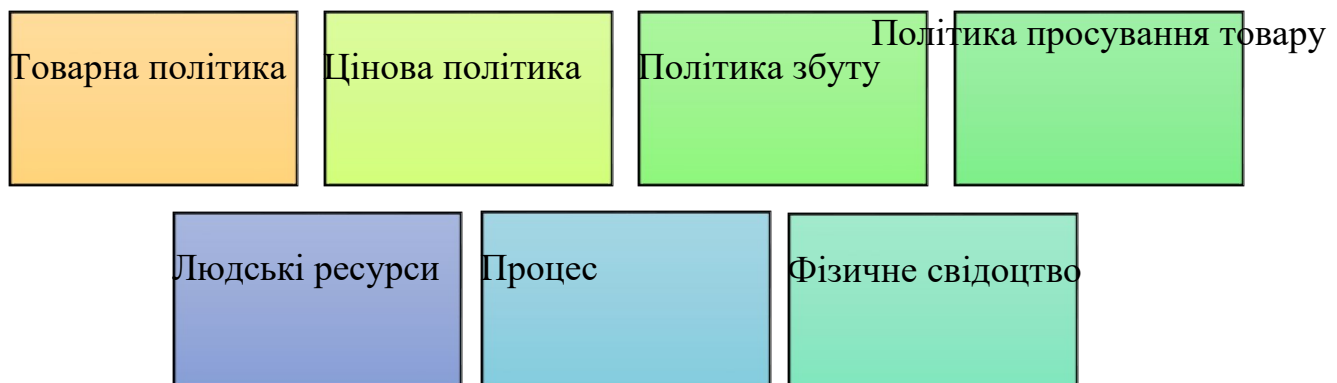 Товарна політика
Цінова політика
Політика збуту
Політика просування товару
Людські ресурси
Процес
Фізичне свідоцтво